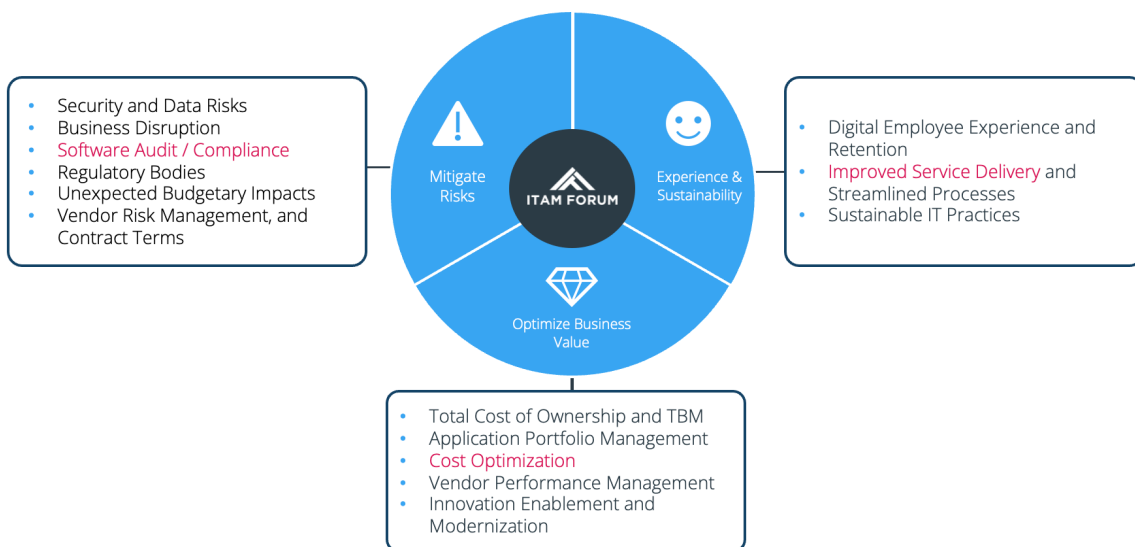 • Security and Data Risks
• Business Disruption
• Software Audit / Compliance
• Regulatory Bodies
• Unexpected Budgetary Impacts
• Vendor Risk Management, and
Contract Terms
Mitigate
Risks
ITAM FORUM
Experience &
Sustainability
• Digital Employee Experience and
Retention
• Improved Service Delivery and
Streamlined Processes
• Sustainable IT Practices
Optimize Business
Value
• Total Cost of Ownership and TBM
• Application Portfolio Management
• Cost Optimization
• Vendor Performance Management
• Innovation Enablement and
Modernization